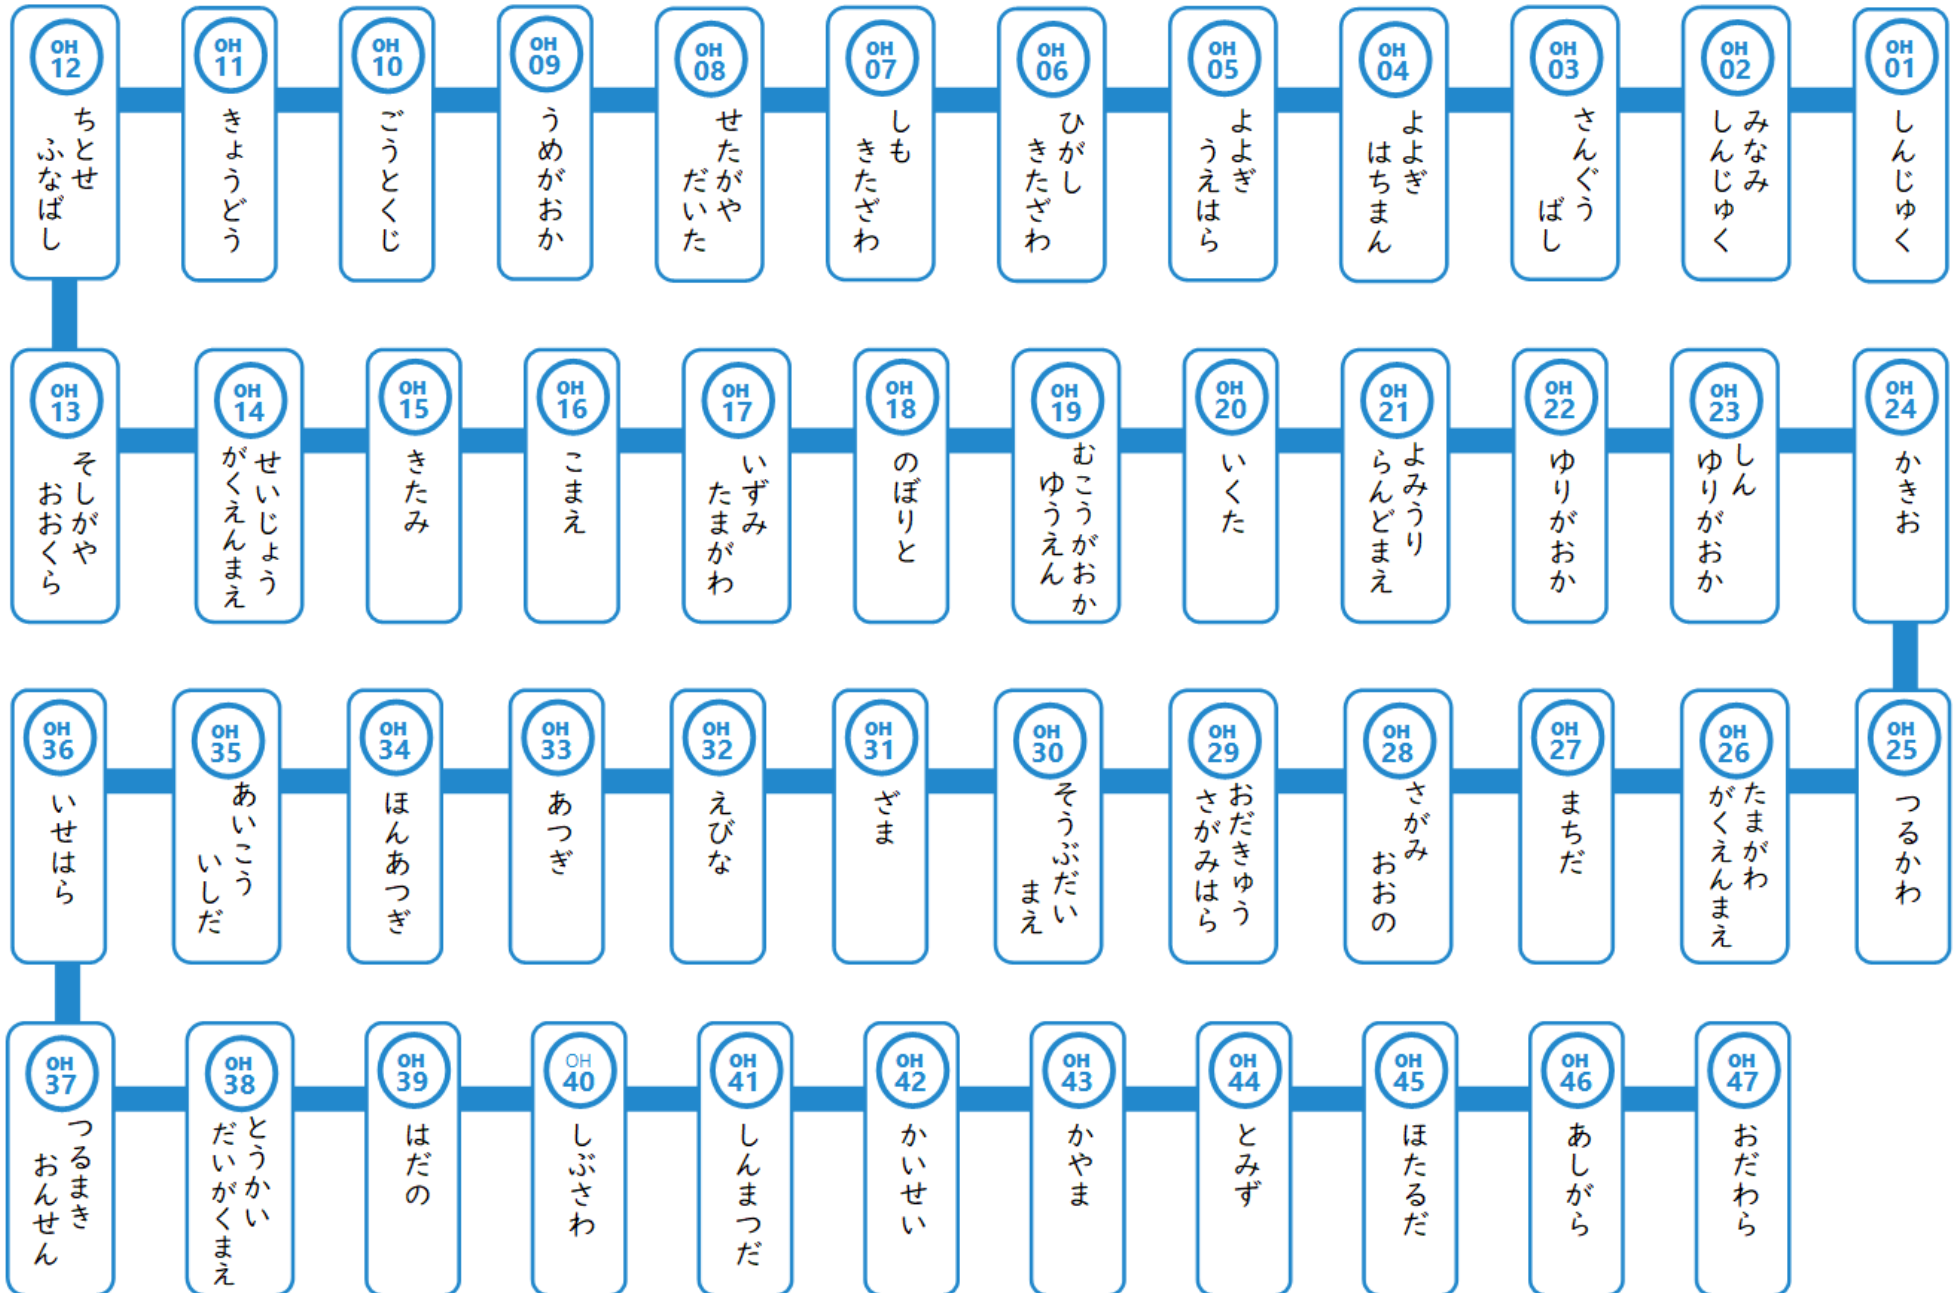 OH
01
しんじゅく
OH
02
みなみ
しんじゅく
OH
03
さんぐう
ばし
OH
04
よよぎ
はちまん
OH
05
よよぎ
うえはら
OH
06
ひがし
きたざわ
OH
07
しも
きたざわ
OH
08
せたがや
だいた
OH
09
うめがおか
OH
10
ごうとくじ
OH
11
きょうどう
OH
12
ちとせ
ふなばし
OH
13
そしがや
おおくら
OH
14
せいじょう
がくえんまえ
OH
15
きたみ
OH
16
こまえ
OH
17
いずみ
たまがわ
OH
18
のぼりと
OH
19
むこうがおか
ゆうえん
OH
20
いくた
OH
21
よみうり
らんどまえ
OH
22
ゆりがおか
OH
23
しん
ゆりがおか
OH
24
かきお
OH
25
つるかわ
OH
26
たまがわ
がくえんまえ
OH
27
まちだ
OH
28
さがみ
おおの
OH
29
おだきゅう
さがみはら
OH
30
そうぶだい
まえ
OH
31
ざま
OH
32
えびな
OH
33
あつぎ
OH
34
ほんあつぎ
OH
35
あいこう
いしだ
OH
36
いせはら
OH
37
つるまき
おんせん
OH
38
とうかい
だいがくまえ
OH
39
はだの
OH
40
しぶさわ
OH
41
しんまつだ
OH
42
かいせい
OH
43
かやま
OH
44
とみず
OH
45
ほたるだ
OH
46
あしがら
OH
47
おだわら